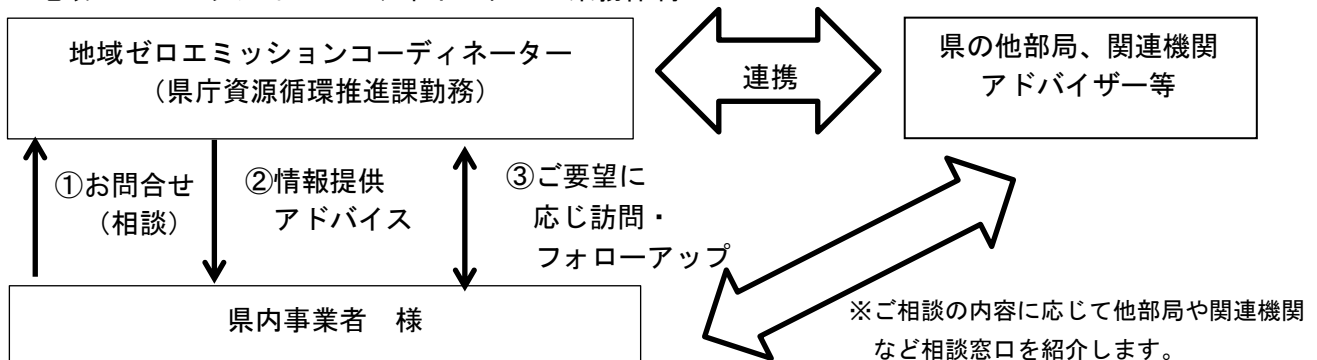 地域ゼロエミッションコーディネーター
（県庁資源循環推進課勤務）
連携
県の他部局、関連機関
アドバイザー等
①お問合せ
（相談）
②情報提供
アドバイス
③ご要望に
応じ訪問・
フォローアップ
県内事業者　様
※ご相談の内容に応じて他部局や関連機関
など相談窓口を紹介します。